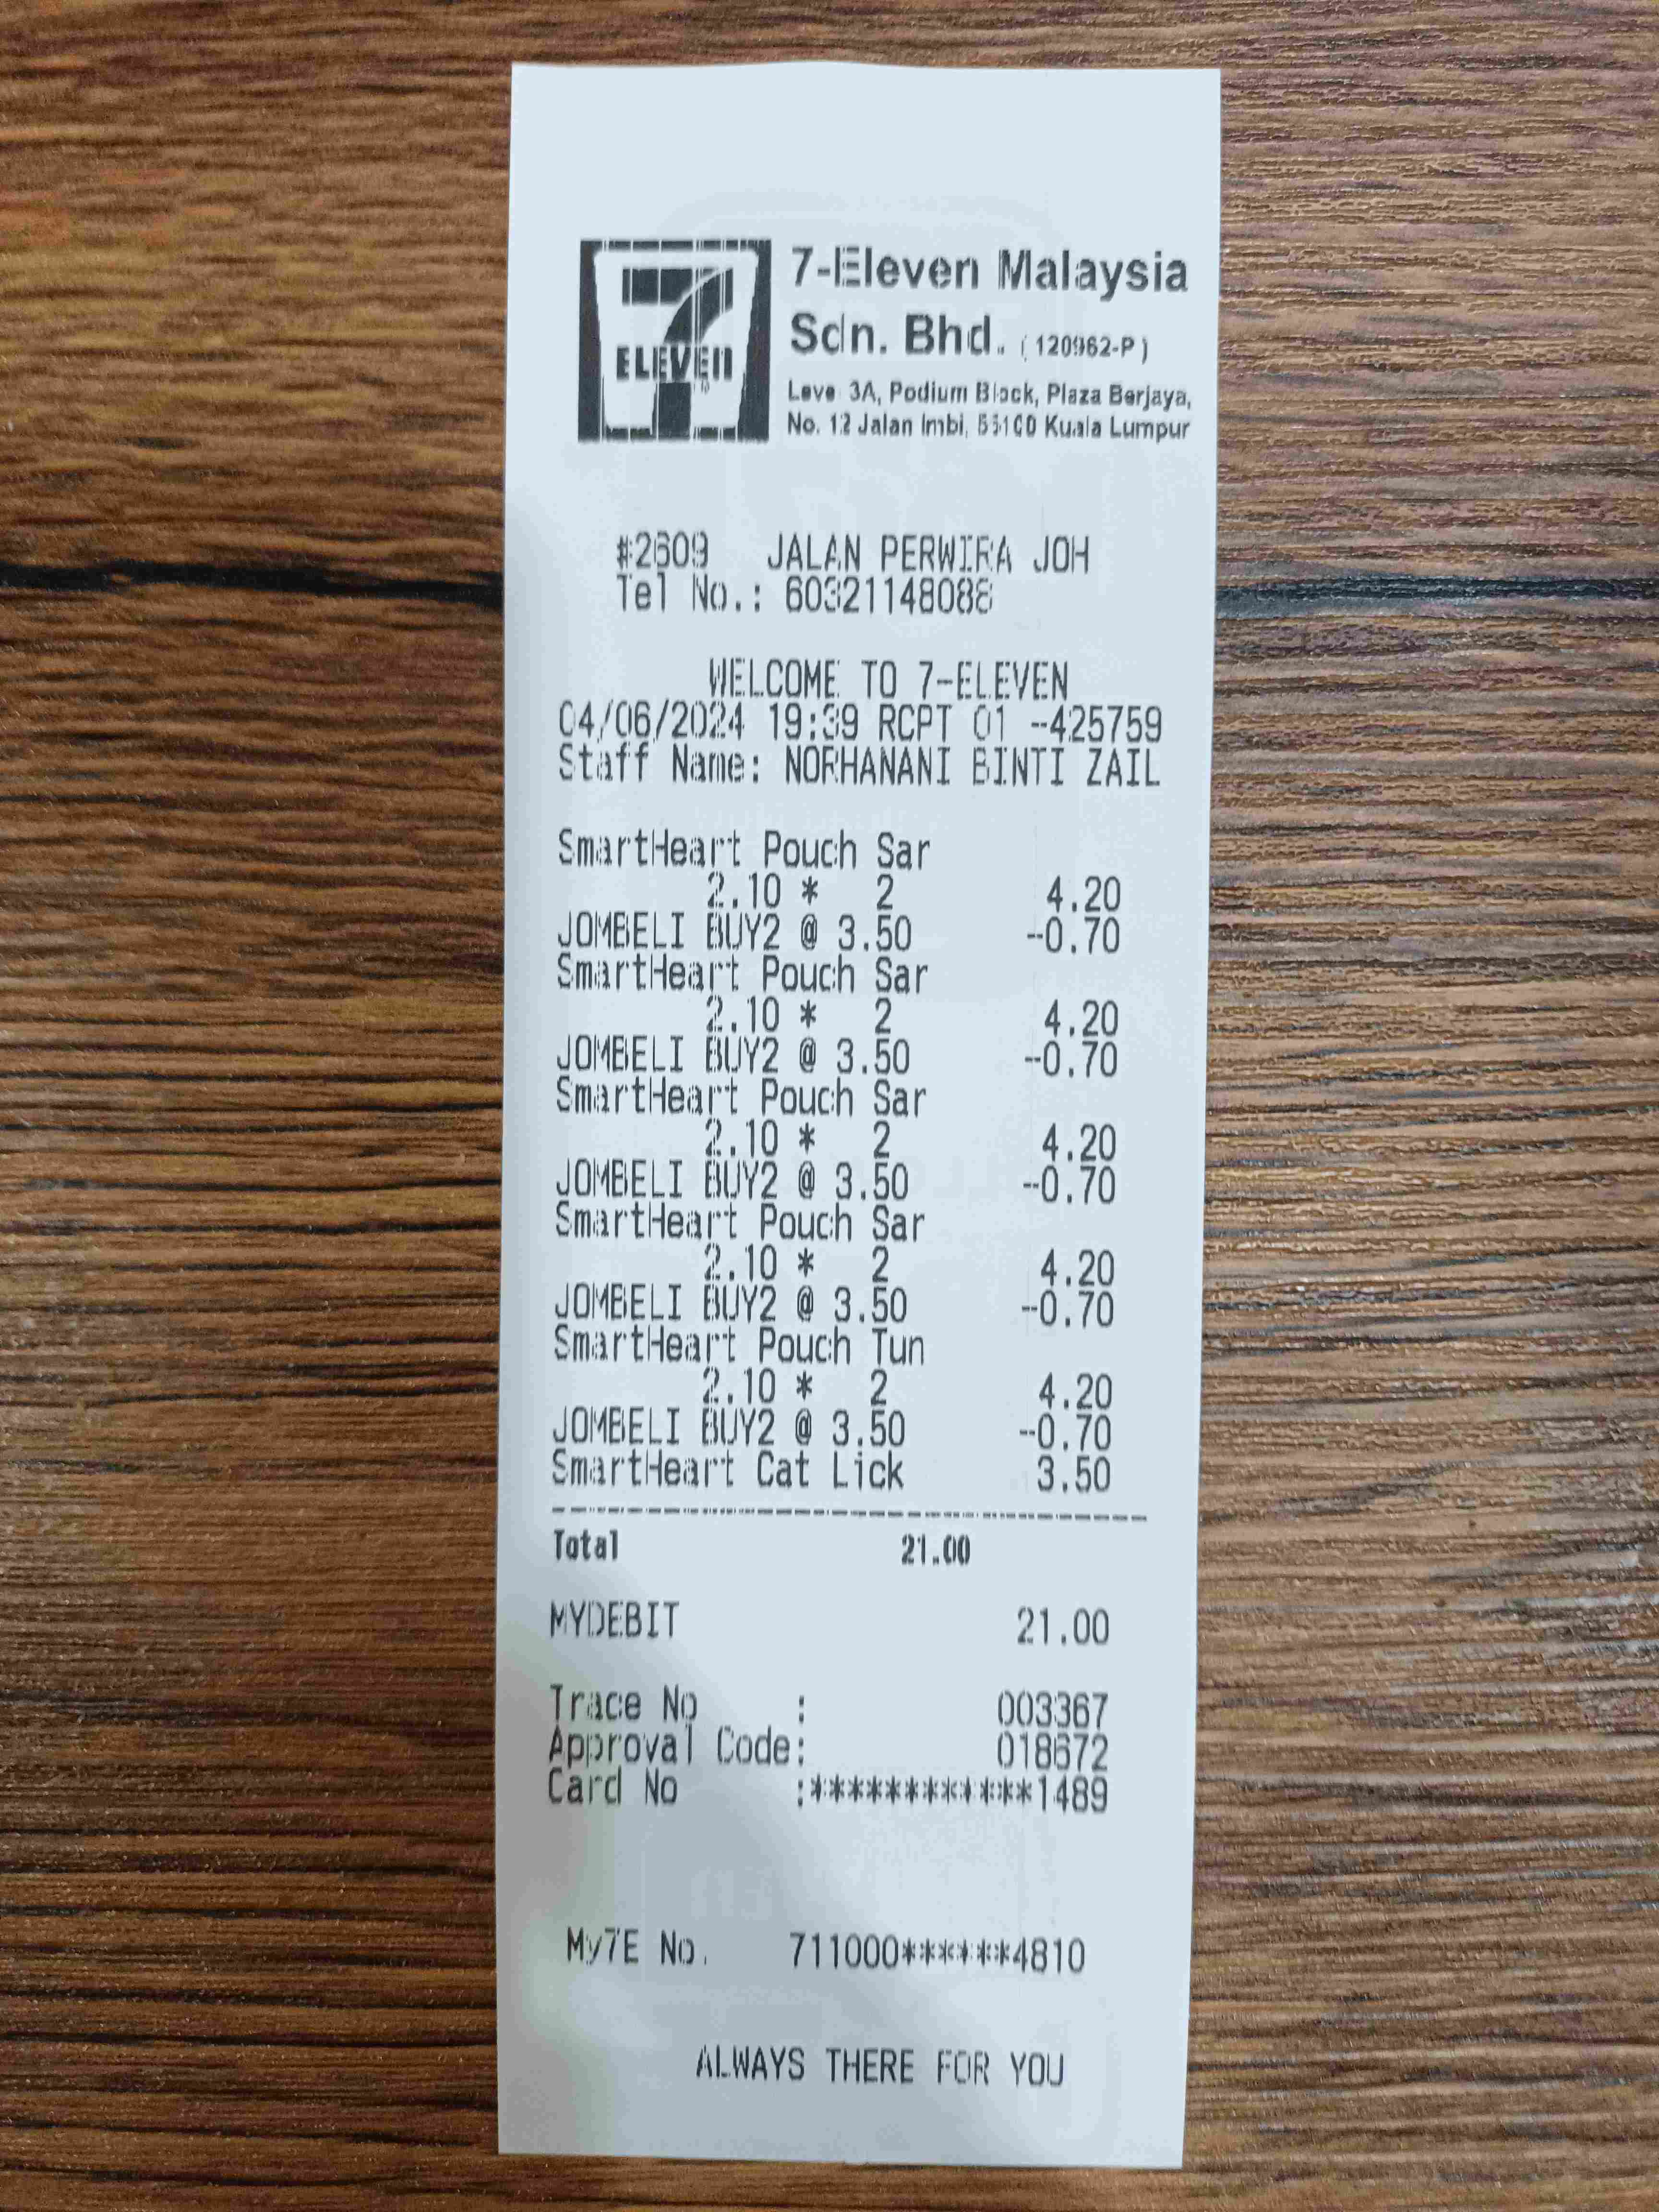 7-Eleven Malaysia
Sdn. Bhd. (120962-P)
ELEVEN
Level 3A, Podium Block, Plaza Berjaya,
No. 12 Jalan Imbi, 55100 Kuala Lumpur
#2609 JALAN PERWIRA JOH
Tel No.: 60321148088
WELCOME TO 7-ELEVEN
04/06/2024 19:39 RCPT 01 -425759
Staff Name: NORHANANI BINTI ZAIL
SmartHeart Pouch Sar
2.10 * 2 4.20
JOMBELI BUY2 @ 3.50 -0.70
SmartHeart Pouch Sar
2.10 * 2 4.20
JOMBELI BUY2 @ 3.50 -0.70
SmartHeart Pouch Sar
2.10 * 2 4.20
JOMBELI BUY2 @ 3.50 -0.70
SmartHeart Pouch Sar
2.10 * 2 4.20
JOMBELI BUY2 @ 3.50 -0.70
SmartHeart Pouch Tun
2.10 * 2 4.20
JOMBELI BUY2 @ 3.50 -0.70
SmartHeart Cat Lick 3.50
Total 21.00
MYDEBIT 21.00
Trace No : 003367
Approval Code: 018672
Card No :************1489
My7E No. 711000******4810
ALWAYS THERE FOR YOU